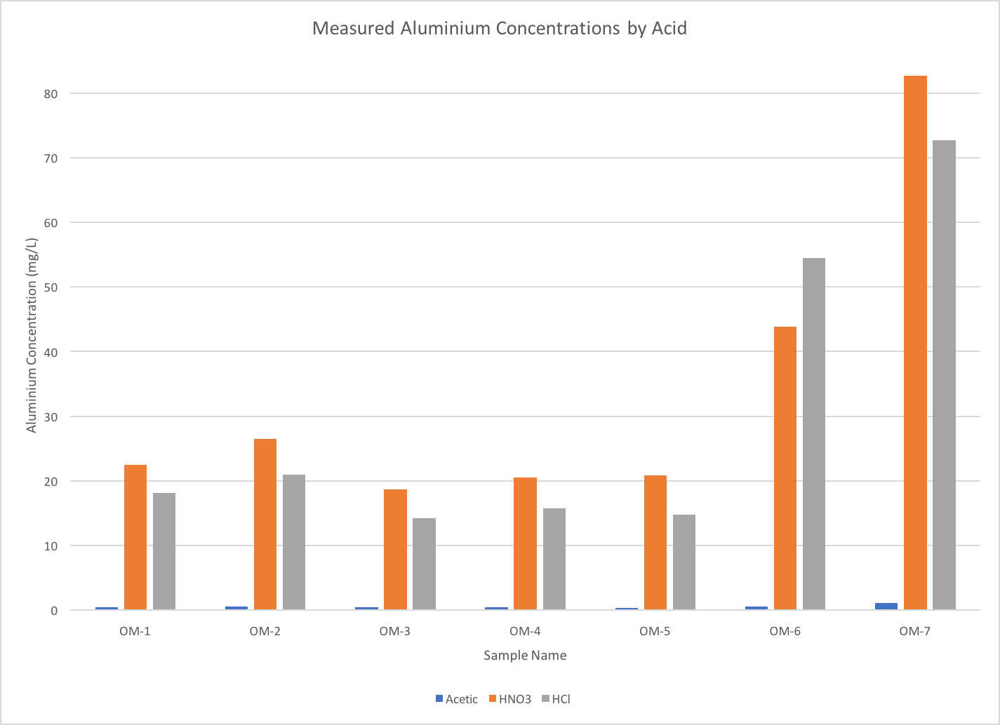 Measured Aluminium Concentrations by Acid
Aluminium Concentration (mg/L)
80
70
60
50
40
30
20
10
0
OM-1 OM-2 OM-3 OM-4 OM-5 OM-6 OM-7
Sample Name
Acetic HNO3 HCl